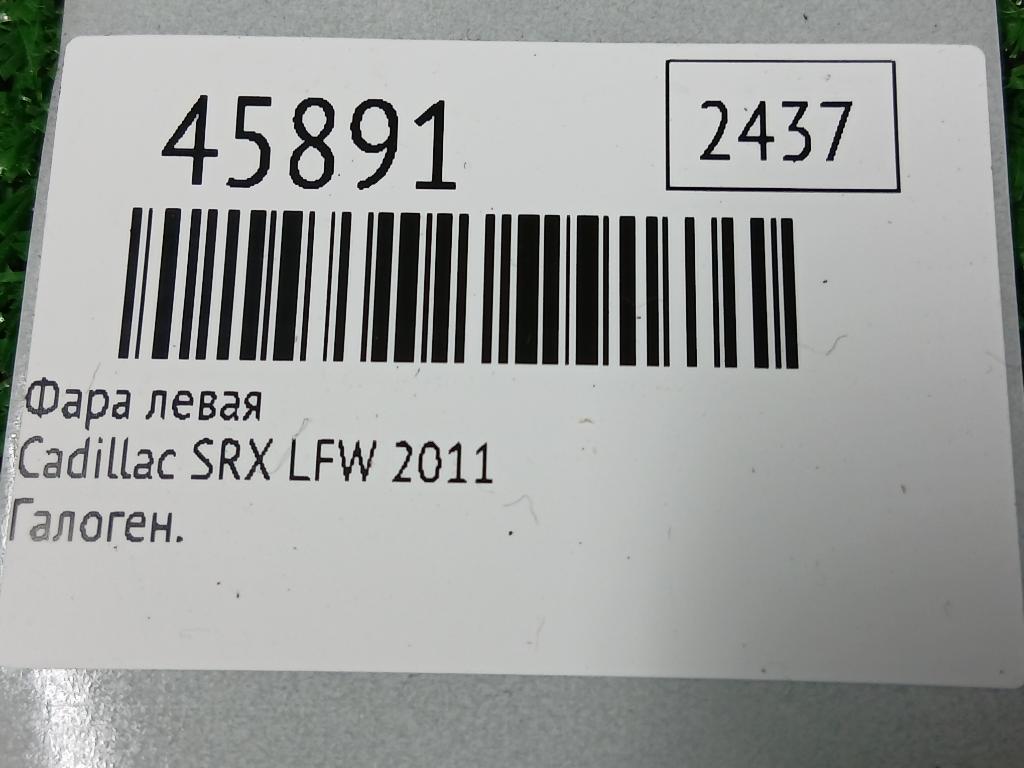 45891
2437
Фара левая
Cadillac SRX LFW 2011
Галоген.